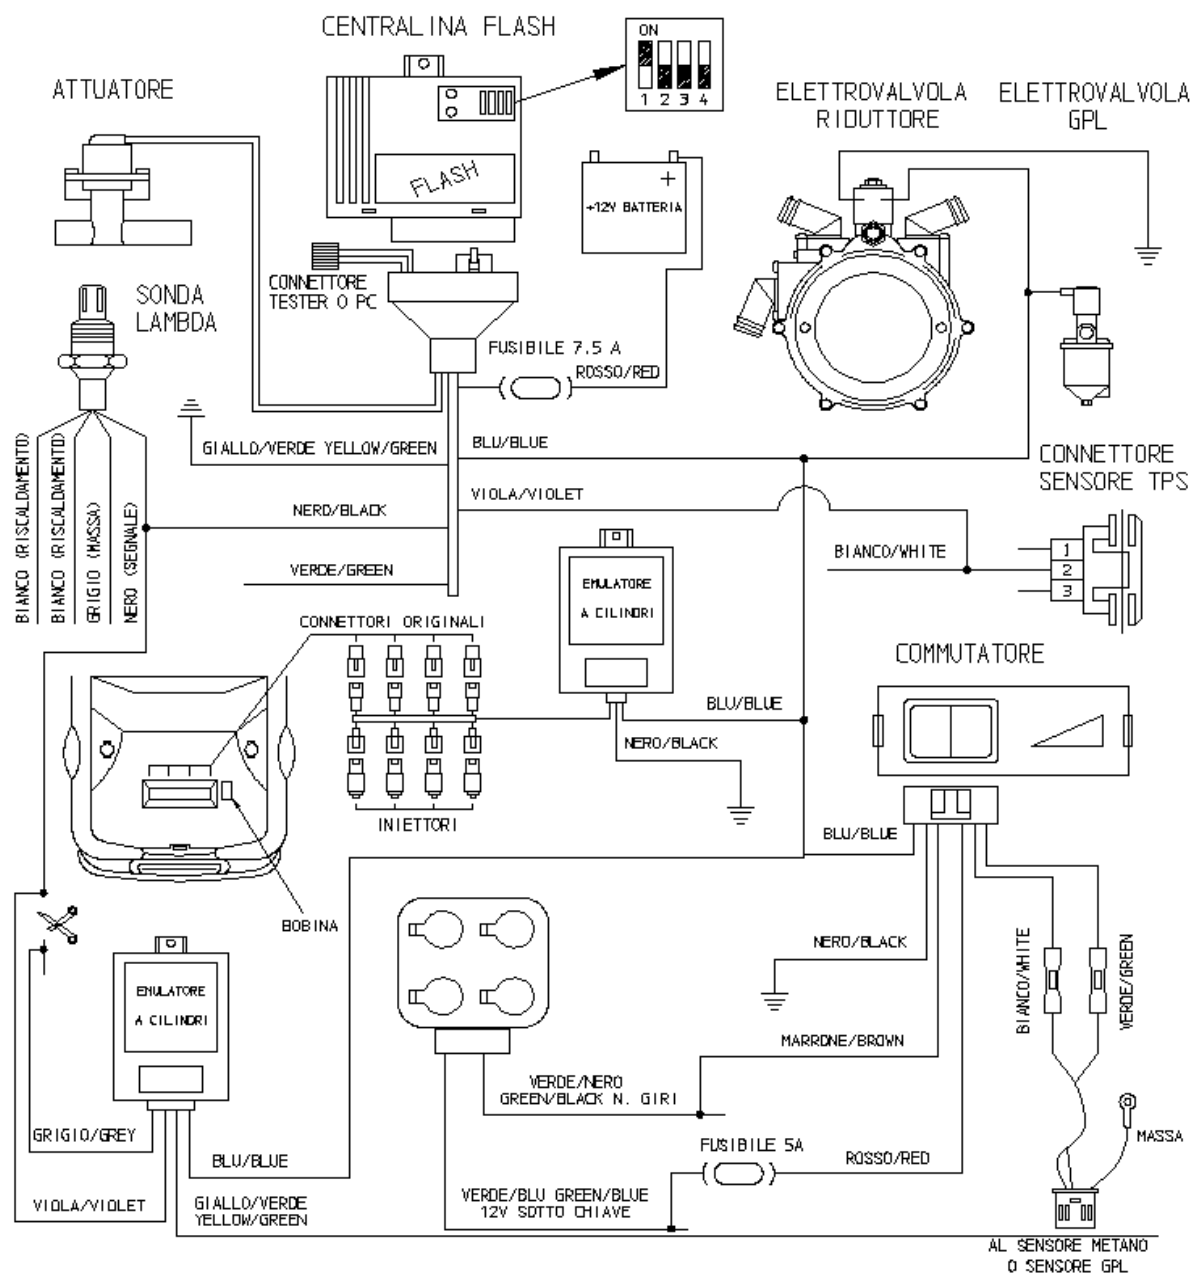 CENTRALINA FLASH
ON
1 2 3 4
ATTUATORE
ELETTROVALVOLA
RIDUTTORE
ELETTROVALVOLA
GPL
FLASH
+
+12V BATTERIA
CONNETTORE
TESTER O PC
SONDA
LAMBDA
FUSIBILE 7.5 A
ROSSO/RED
GIALLO/VERDE YELLOW/GREEN
BLU/BLUE
CONNETTORE
SENSORE TPS
VIOLA/VIOLET
NERO/BLACK
BIANCO/WHITE
1
2
3
VERDE/GREEN
BIANCO (RISCALDAMENTO)
BIANCO (RISCALDAMENTO)
GRIGIO (MASSA)
NERO (SEGNALE)
EMULATORE
A CILINDRI
CONNETTORI ORIGINALI
COMMUTATORE
BLU/BLUE
NERO/BLACK
INIETTORI
BLU/BLUE
BOBINA
NERO/BLACK
BIANCO/WHITE
VERDE/GREEN
EMULATORE
A CILINDRI
MARRONE/BROWN
VERDE/NERO
GREEN/BLACK N. GIRI
MASSA
GRIGIO/GREY
FUSIBILE 5A
ROSSO/RED
BLU/BLUE
VIOLA/VIOLET
GIALLO/VERDE
YELLOW/GREEN
VERDE/BLU GREEN/BLUE
12V SOTTO CHIAVE
AL SENSORE METANO
O SENSORE GPL